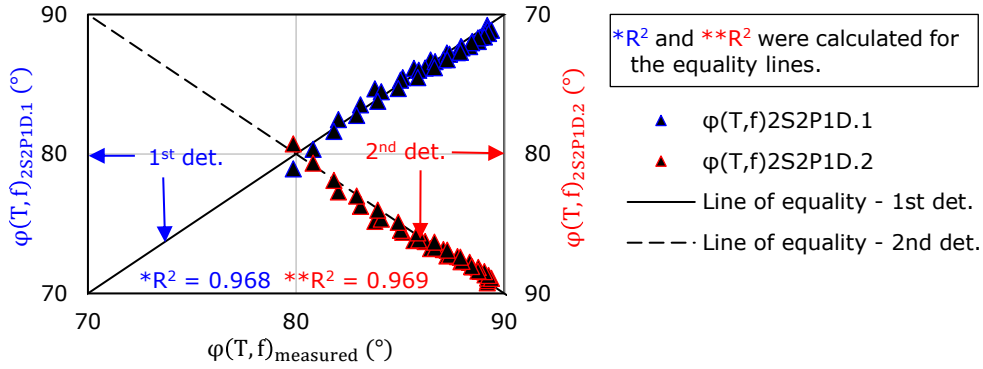 90
80
70
φ(T,f)2S2P1D.1 (°)
1st det.
2nd det.
*R² = 0.968
**R² = 0.969
70
80
90
φ(T,f)measured (°)
70
80
90
φ(T,f)2S2P1D.2 (°)
*R² and **R² were calculated for
the equality lines.
φ(T,f)2S2P1D.1
φ(T,f)2S2P1D.2
Line of equality - 1st det.
Line of equality - 2nd det.